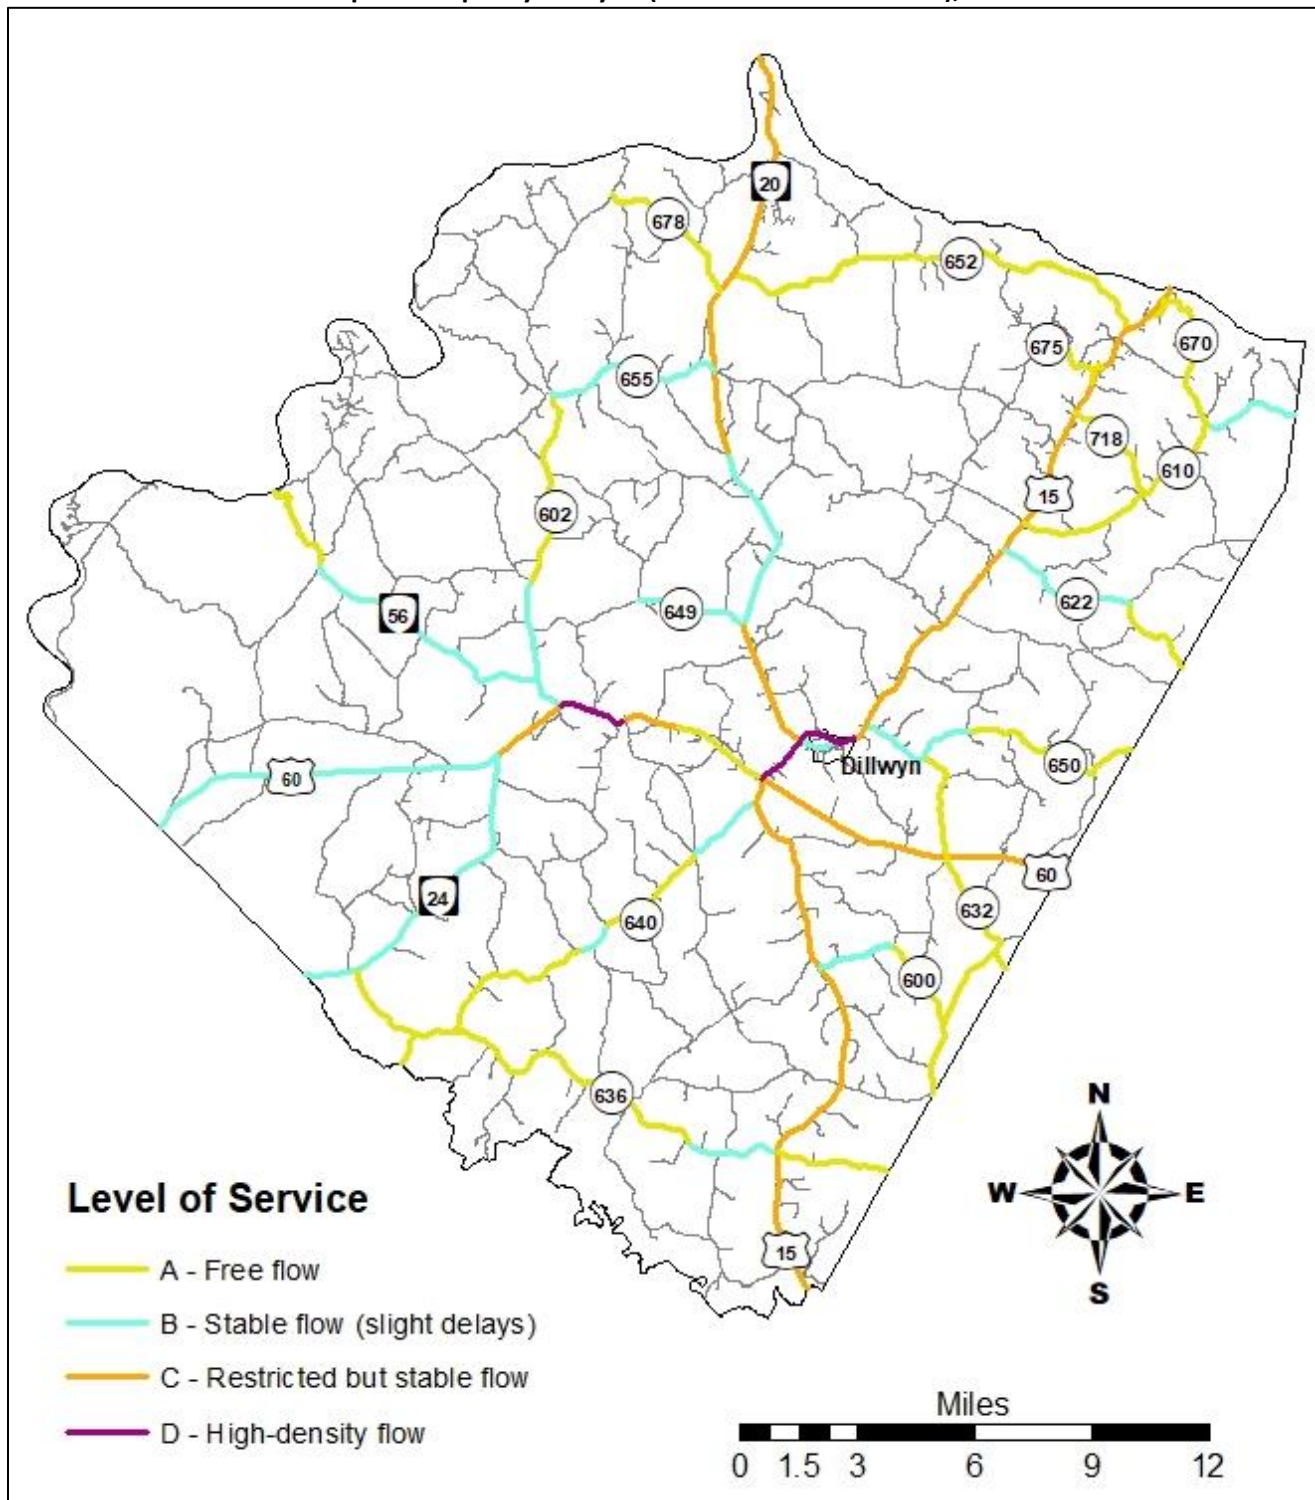 20
678
652
675
670
655
718
610
15
602
56
649
622
60
Dillwyn
650
60
24
640
632
600
636
15
N
W
E
S
Level of Service
A - Free flow
B - Stable flow (slight delays)
C - Restricted but stable flow
D - High-density flow
Miles
0 1.5 3 6 9 12